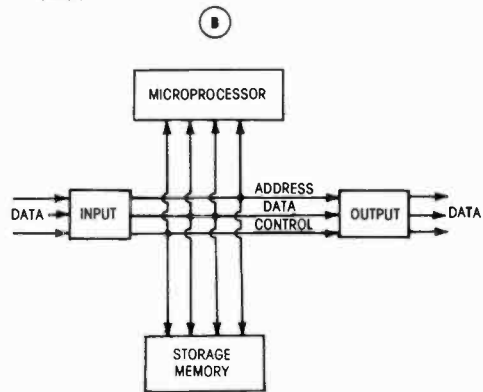 B
MICROPROCESSOR
ADDRESS
DATA
INPUT
DATA
OUTPUT
DATA
CONTROL
STORAGE
MEMORY